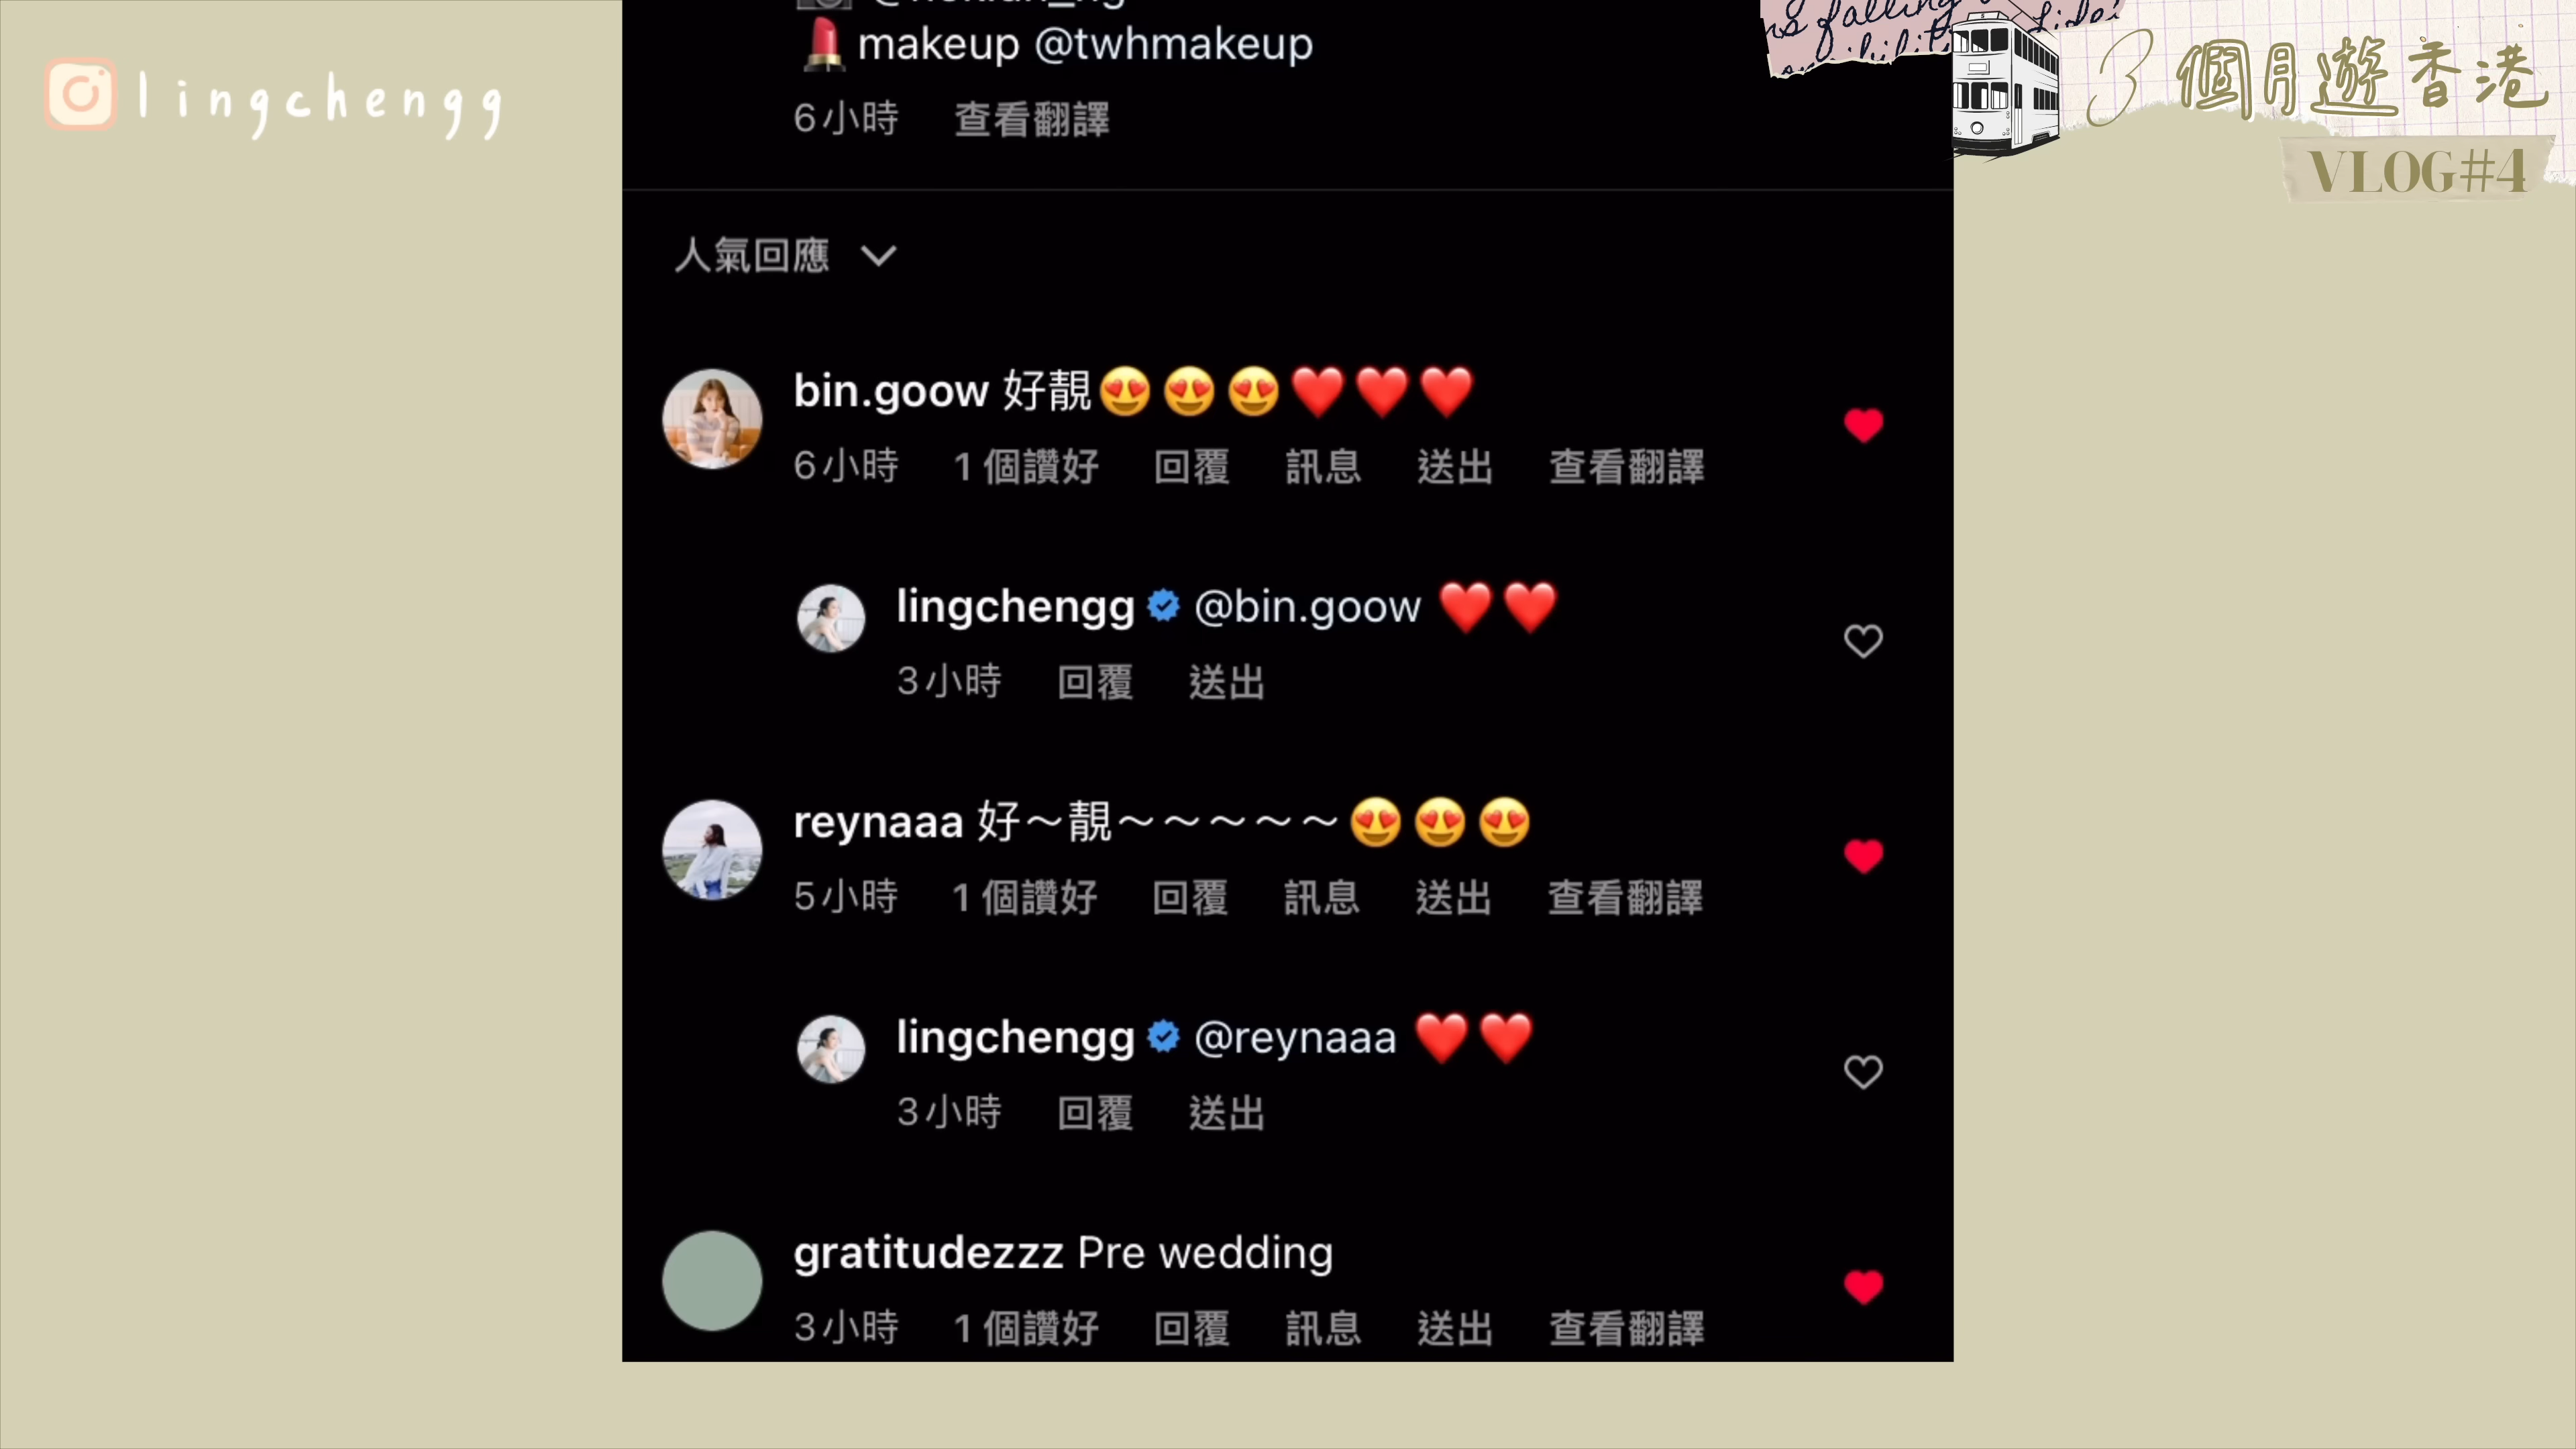 lingchengg
3個月遊香港
VLOG#4
falling
makeup @twhmakeup
6小時 查看翻譯
人氣回應
bin.goow 好靚😍😍😍❤️❤️❤️
6小時 1個讚好 回覆 訊息 送出 查看翻譯
lingchengg @bin.goow ❤️❤️
3小時 回覆 送出
reynaaa 好～靚～～～～～😍😍😍
5小時 1個讚好 回覆 訊息 送出 查看翻譯
lingchengg @reynaaa ❤️❤️
3小時 回覆 送出
gratitudezzz Pre wedding
3小時 1個讚好 回覆 訊息 送出 查看翻譯